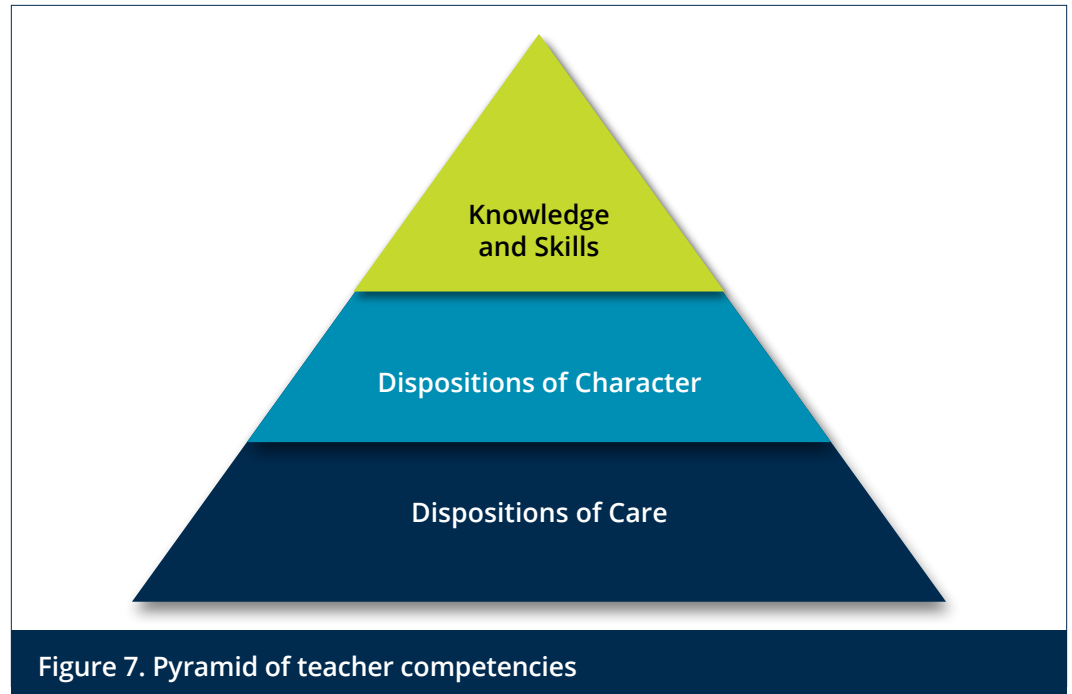 Knowledge
and Skills
Dispositions of Character
Dispositions of Care
Figure 7. Pyramid of teacher competencies